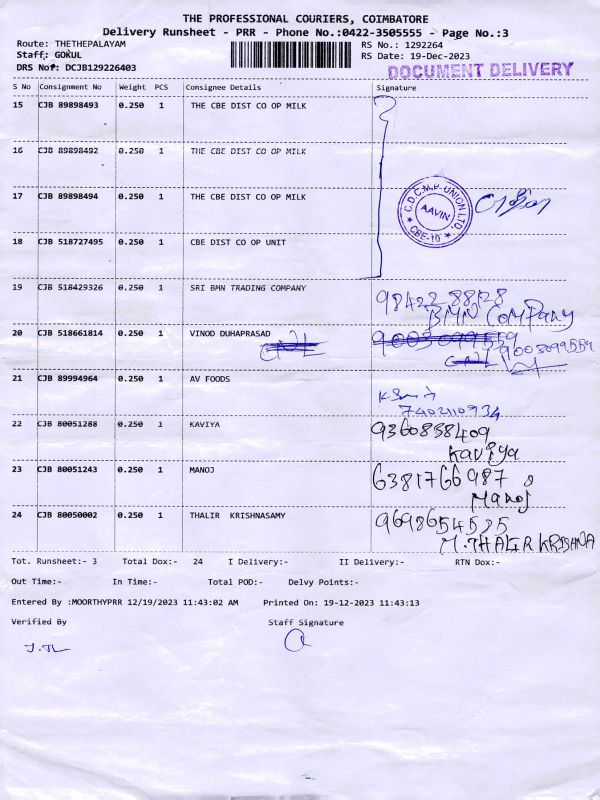 THE PROFESSIONAL COURIERS, COIMBATORE
Delivery Runsheet - PRR - Phone No.:0422-3505555 - Page No.:3
Route: THETHEPALAYAM
RS No.: 1292264
Staff: GOKUL
RS Date: 19-Dec-2023
DRS No#: DCJB129226403
DOCUMENT DELIVERY
S No Consignment No Weight PCS Consignee Details Signature
15 CJB 89898493 0.250 1 THE CBE DIST CO OP MILK
16 CJB 89898492 0.250 1 THE CBE DIST CO OP MILK
17 CJB 89898494 0.250 1 THE CBE DIST CO OP MILK
C.D.C.M.P. UNION LTD.
AAVIN
* CBE-10 *
18 CJB 518727495 0.250 1 CBE DIST CO OP UNIT
19 CJB 518429326 0.250 1 SRI BMN TRADING COMPANY
98422 88128
BMN COMPANY
20 CJB 518661814 0.250 1 VINOD DUHAPRASAD
9003099559
9003099559
21 CJB 89994964 0.250 1 AV FOODS
7402110934
22 CJB 80051288 0.250 1 KAVIYA
9360838409
Kaviya
23 CJB 80051243 0.250 1 MANOJ
6381766987
Manoj
24 CJB 80050002 0.250 1 THALIR KRISHNASAMY
9698654535
M.THALIR KRISHNA
Tot. Runsheet:- 3 Total Dox:- 24 I Delivery:- II Delivery:- RTN Dox:-
Out Time:- In Time:- Total POD:- Delvy Points:-
Entered By :MOORTHYPRR 12/19/2023 11:43:02 AM Printed On: 19-12-2023 11:43:13
Verified By Staff Signature